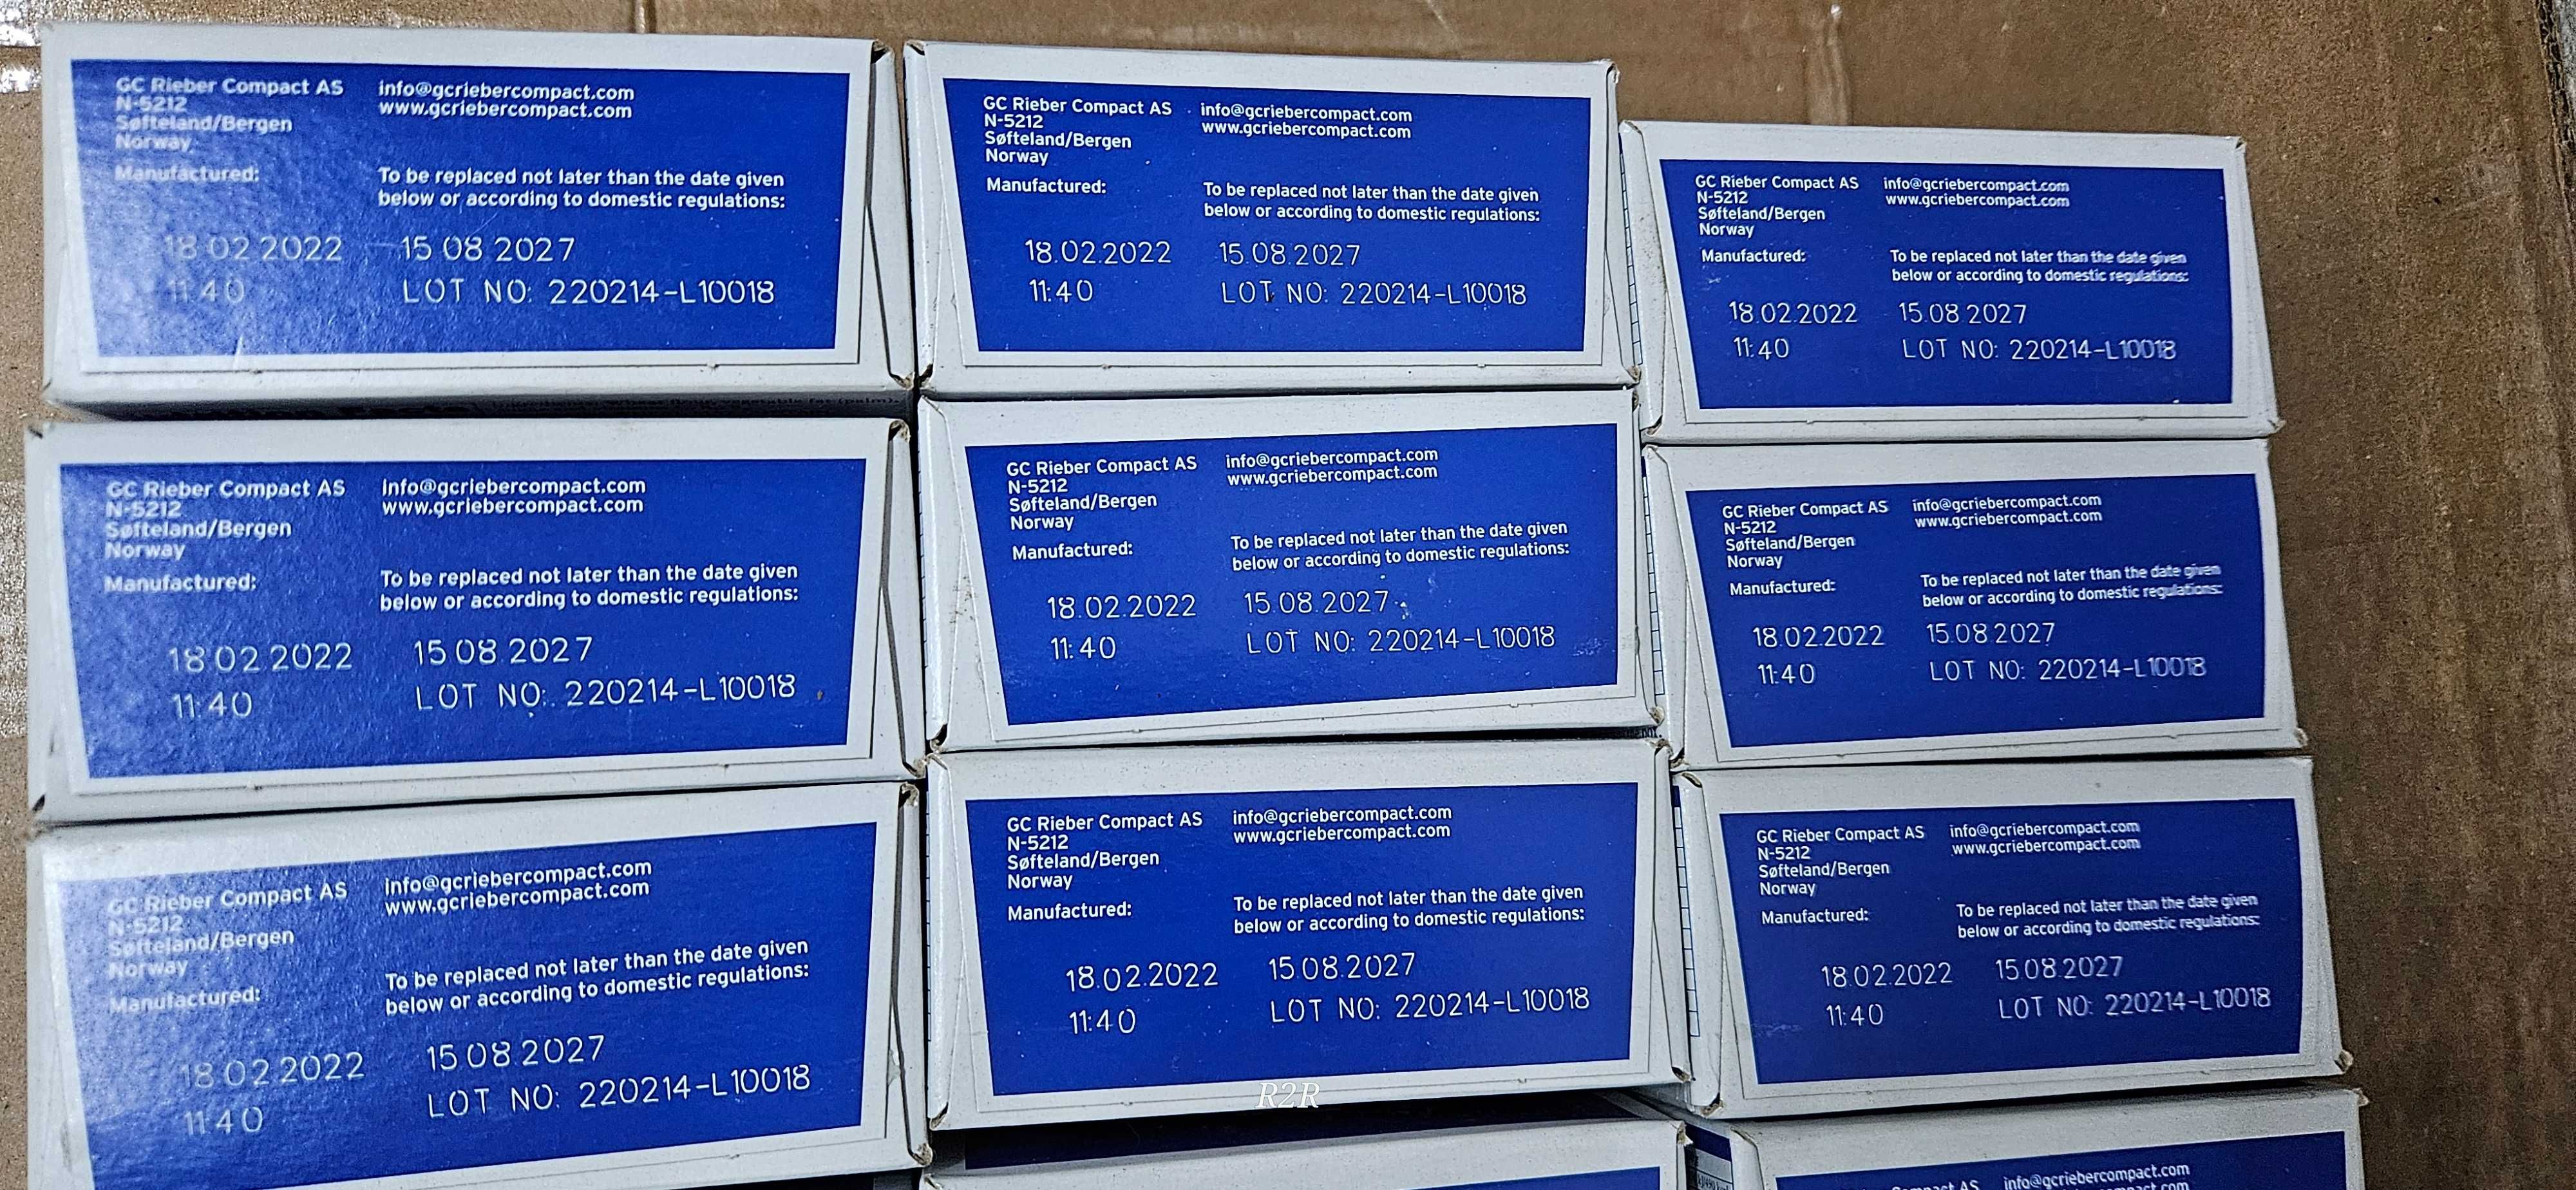 GC Rieber Compact AS
N-5212
Søfteland/Bergen
Norway
Manufactured:
18.02.2022
11:40
info@gcriebercompact.com
www.gcriebercompact.com
To be replaced not later than the date given
below or according to domestic regulations:
15 08 2027
LOT NO: 220214-L10018
GC Rieber Compact AS
N-5212
Søfteland/Bergen
Norway
Manufactured:
18.02.2022
11:40
info@gcriebercompact.com
www.gcriebercompact.com
To be replaced not later than the date given
below or according to domestic regulations:
15.08.2027
LOT NO: 220214-L10018
GC Rieber Compact AS
N-5212
Søfteland/Bergen
Norway
Manufactured:
18.02.2022
11:40
info@gcriebercompact.com
www.gcriebercompact.com
To be replaced not later than the date given
below or according to domestic regulations:
15.08.2027
LOT NO: 220214-L10018
GC Rieber Compact AS
N-5212
Søfteland/Bergen
Norway
Manufactured:
18 02 2022
11:40
info@gcriebercompact.com
www.gcriebercompact.com
To be replaced not later than the date given
below or according to domestic regulations:
15 08 2027
LOT NO: 220214-L10018
GC Rieber Compact AS
N-5212
Søfteland/Bergen
Norway
Manufactured:
18.02.2022
11:40
info@gcriebercompact.com
www.gcriebercompact.com
To be replaced not later than the date given
below or according to domestic regulations:
15.08.2027
LOT NO: 220214-L10018
GC Rieber Compact AS
N-5212
Søfteland/Bergen
Norway
Manufactured:
18.02.2022
11:40
info@gcriebercompact.com
www.gcriebercompact.com
To be replaced not later than the date given
below or according to domestic regulations:
15.08.2027
LOT NO: 220214-L10018
GC Rieber Compact AS
N-5212
Søfteland/Bergen
Norway
Manufactured:
18 02 2022
11:40
info@gcriebercompact.com
www.gcriebercompact.com
To be replaced not later than the date given
below or according to domestic regulations:
15 08 2027
LOT NO: 220214-L10018
GC Rieber Compact AS
N-5212
Søfteland/Bergen
Norway
Manufactured:
18.02.2022
11:40
info@gcriebercompact.com
www.gcriebercompact.com
To be replaced not later than the date given
below or according to domestic regulations:
15.08.2027
LOT NO: 220214-L10018
GC Rieber Compact AS
N-5212
Søfteland/Bergen
Norway
Manufactured:
18.02.2022
11:40
info@gcriebercompact.com
www.gcriebercompact.com
To be replaced not later than the date given
below or according to domestic regulations:
15.08.2027
LOT NO: 220214-L10018
R2R
AS
info@gcriebercompact.com